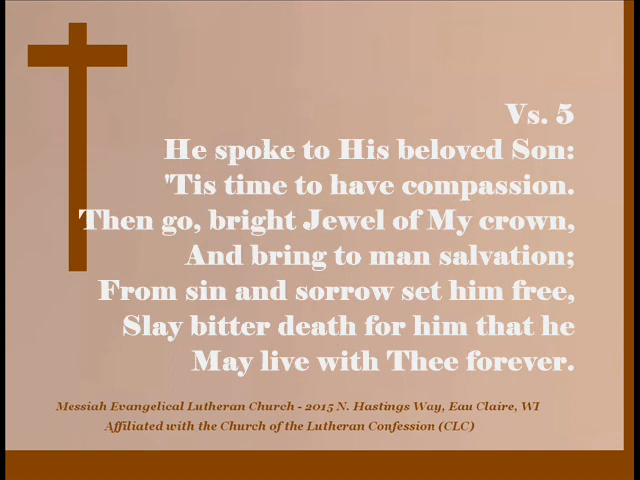 Vs. 5
He spoke to His beloved Son:
'Tis time to have compassion.
Then go, bright Jewel of My crown,
And bring to man salvation;
From sin and sorrow set him free,
Slay bitter death for him that he
May live with Thee forever.
Messiah Evangelical Lutheran Church - 2015 N. Hastings Way, Eau Claire, WI
Affiliated with the Church of the Lutheran Confession (CLC)